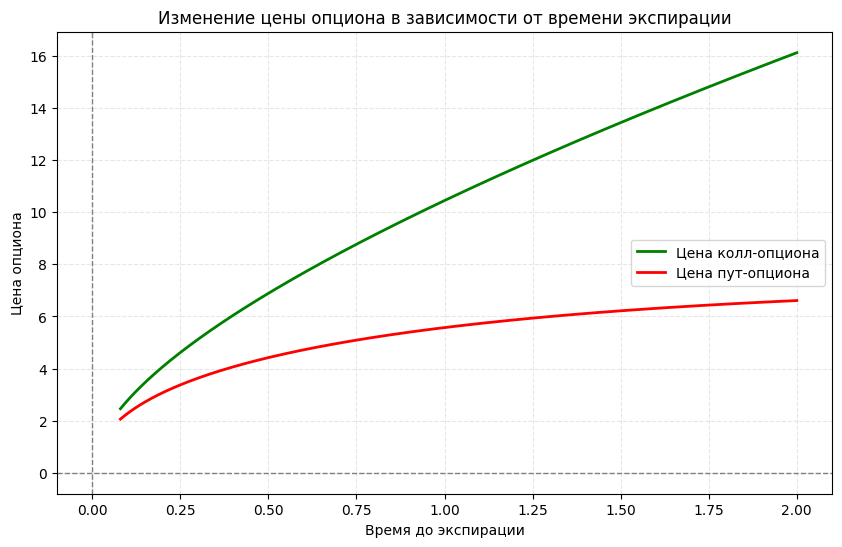 Изменение цены опциона в зависимости от времени экспирации
16
14
12
10
8
6
4
2
0
Цена опциона
Цена колл-опциона
Цена пут-опциона
0.00 0.25 0.50 0.75 1.00 1.25 1.50 1.75 2.00
Время до экспирации